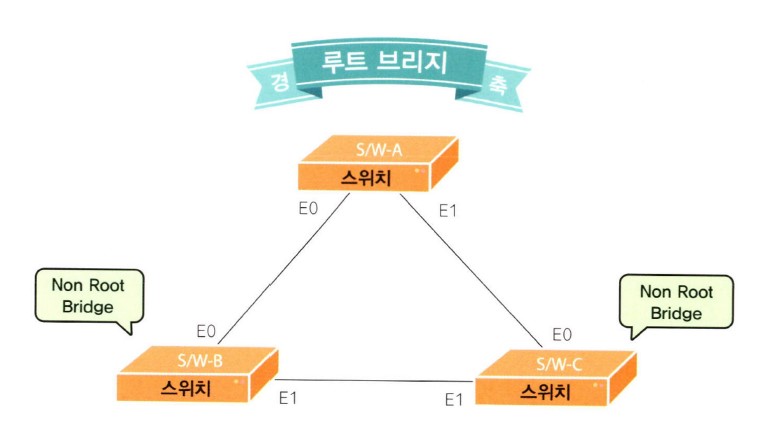 경 루트 브리지 축
S/W-A
스위치
E0
E1
Non Root
Bridge
Non Root
Bridge
E0
E0
S/W-B
스위치
S/W-C
스위치
E1
E1